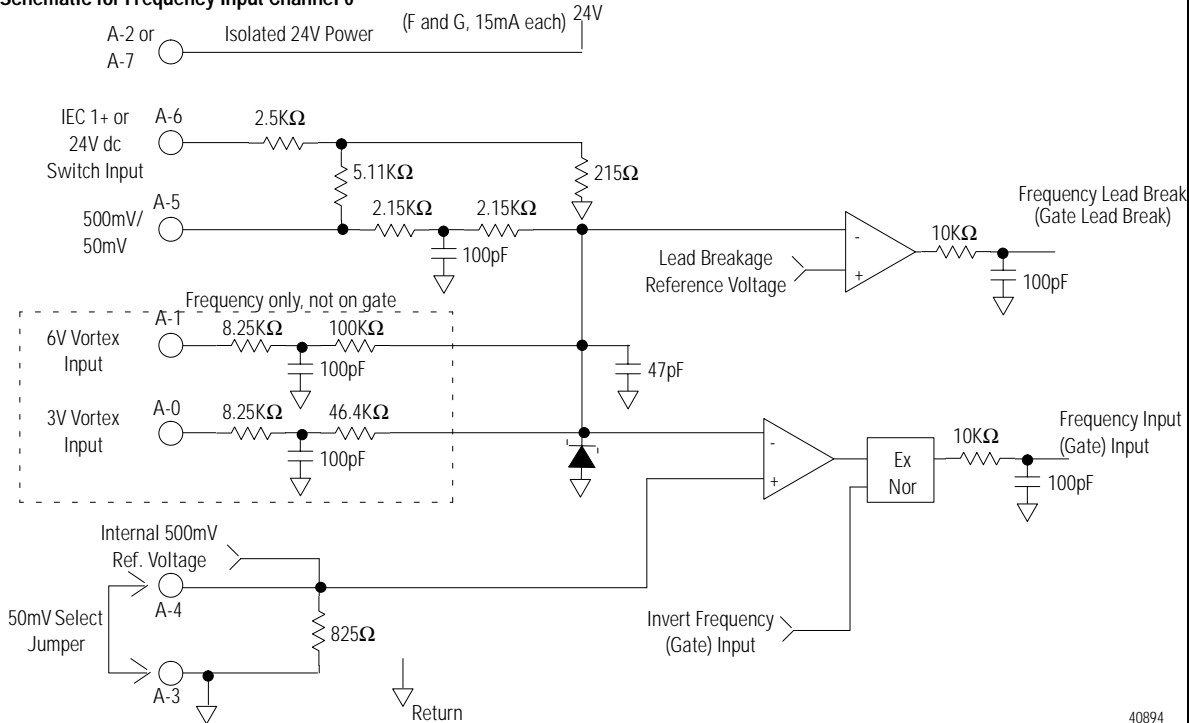 Schematic for Frequency Input Channel 0
24V
(F and G, 15mA each)
A-2 or
A-7
Isolated 24V Power
IEC 1+ or
24V dc
Switch Input
A-6
2.5KΩ
5.11KΩ
215Ω
500mV/
50mV
A-5
2.15KΩ
2.15KΩ
100pF
Frequency Lead Break
(Gate Lead Break)
-
+
10KΩ
100pF
Lead Breakage
Reference Voltage
Frequency only, not on gate
6V Vortex
Input
A-1
8.25KΩ
100KΩ
100pF
47pF
3V Vortex
Input
A-0
8.25KΩ
46.4KΩ
100pF
-
+
Ex
Nor
10KΩ
100pF
Frequency Input
(Gate) Input
Internal 500mV
Ref. Voltage
50mV Select
Jumper
A-4
825Ω
A-3
Invert Frequency
(Gate) Input
Return
40894